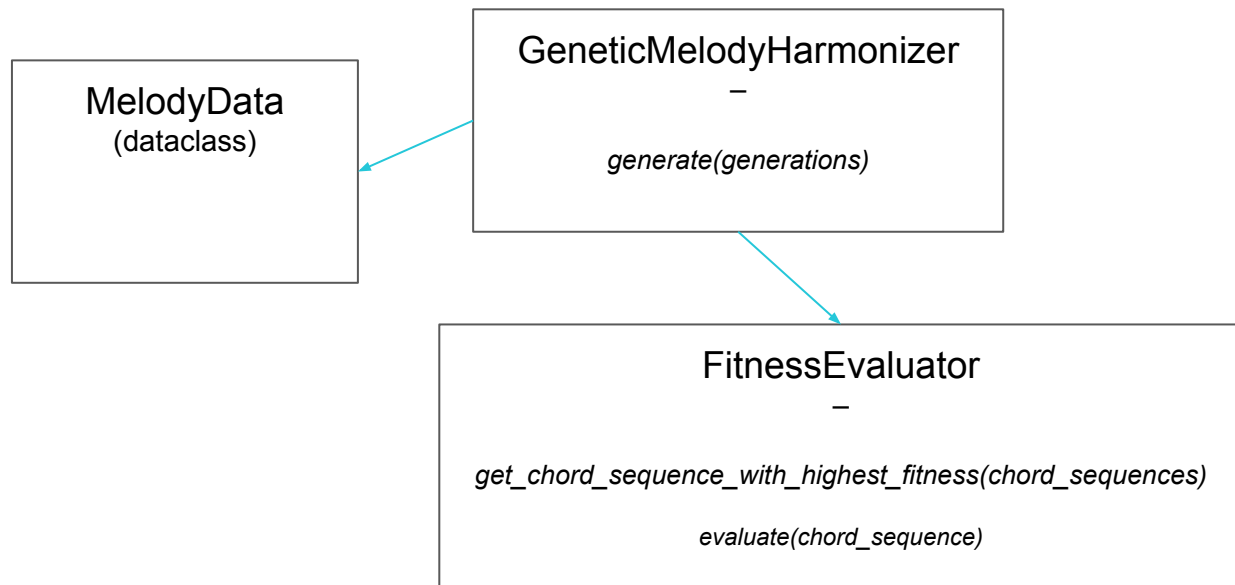 MelodyData
(dataclass)
GeneticMelodyHarmonizer
–
generate(generations)
FitnessEvaluator
–
get_chord_sequence_with_highest_fitness(chord_sequences)
evaluate(chord_sequence)